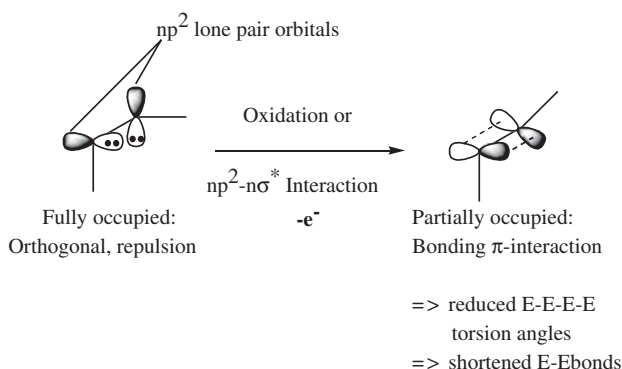 np² lone pair orbitals
Oxidation or
np²-nσ* Interaction
-e⁻
Fully occupied:
Orthogonal, repulsion
Partially occupied:
Bonding π-interaction
=> reduced E-E-E-E
torsion angles
=> shortened E-Ebonds